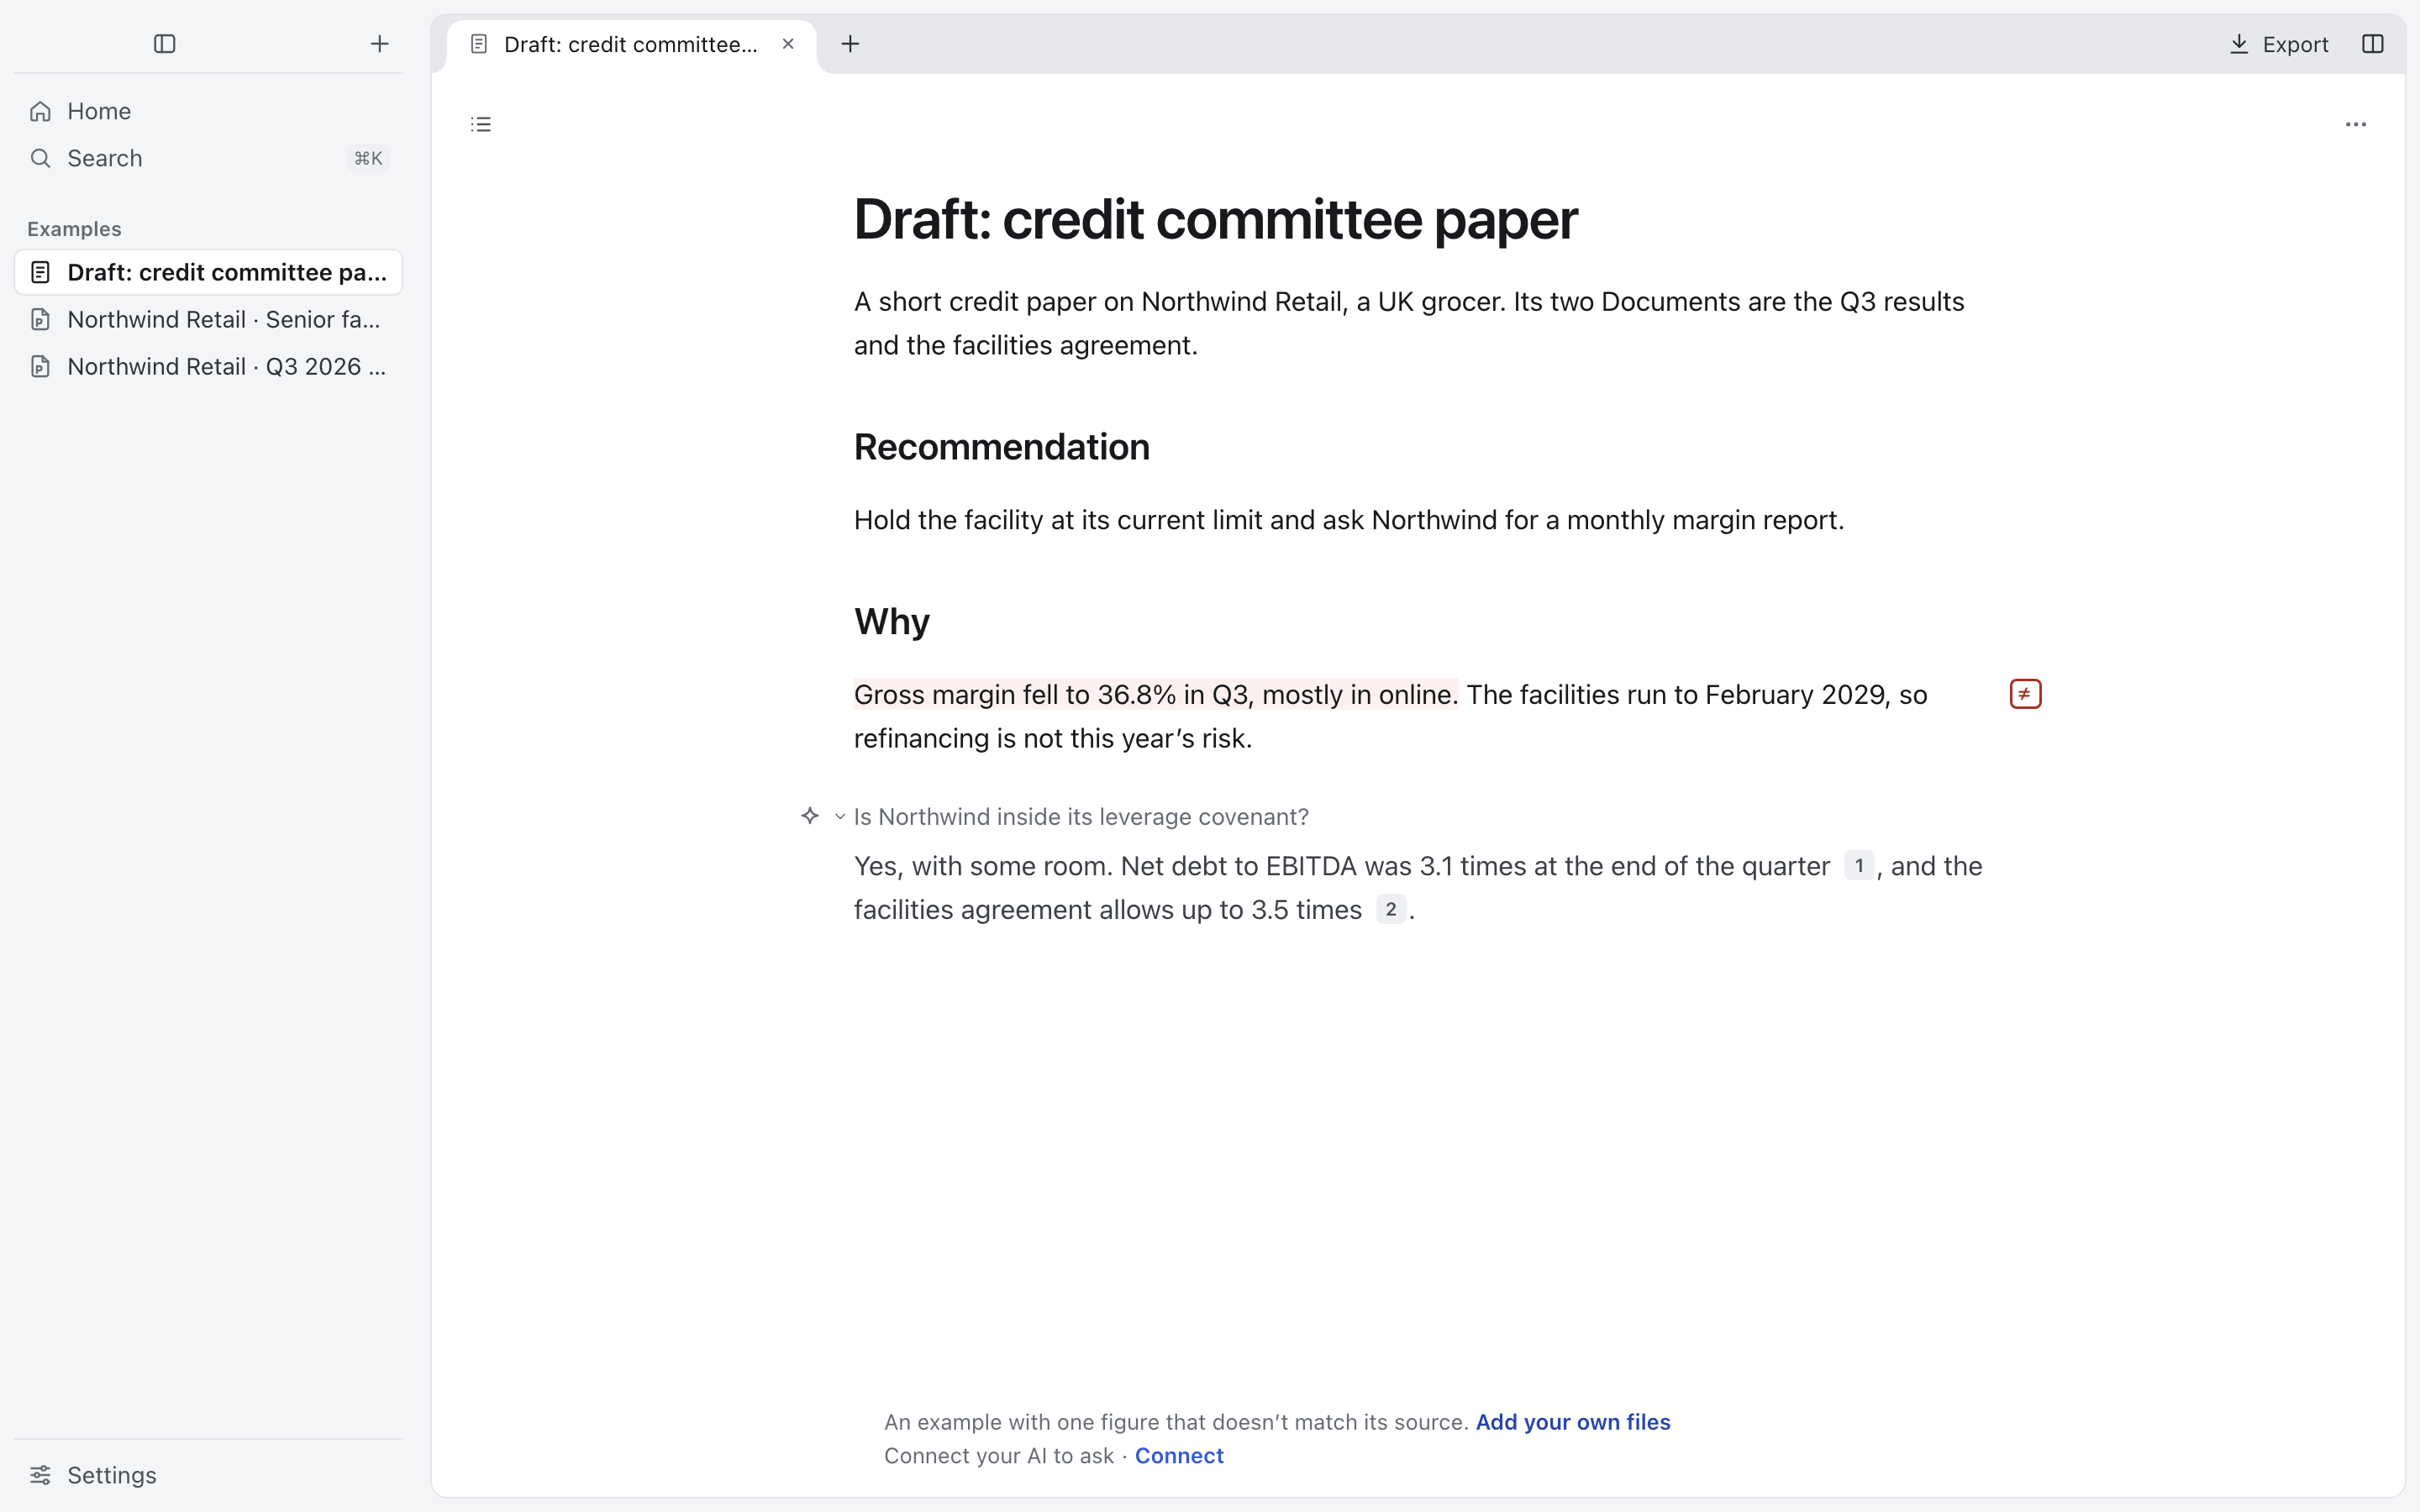 Home
Search ⌘K
Examples
Draft: credit committee pa...
Northwind Retail · Senior fa...
Northwind Retail · Q3 2026 ...
Settings
Draft: credit committee...
Export
Draft: credit committee paper
A short credit paper on Northwind Retail, a UK grocer. Its two Documents are the Q3 results
and the facilities agreement.
Recommendation
Hold the facility at its current limit and ask Northwind for a monthly margin report.
Why
Gross margin fell to 36.8% in Q3, mostly in online. The facilities run to February 2029, so ≠
refinancing is not this year’s risk.
Is Northwind inside its leverage covenant?
Yes, with some room. Net debt to EBITDA was 3.1 times at the end of the quarter 1, and the
facilities agreement allows up to 3.5 times 2.
An example with one figure that doesn’t match its source. Add your own files
Connect your AI to ask · Connect